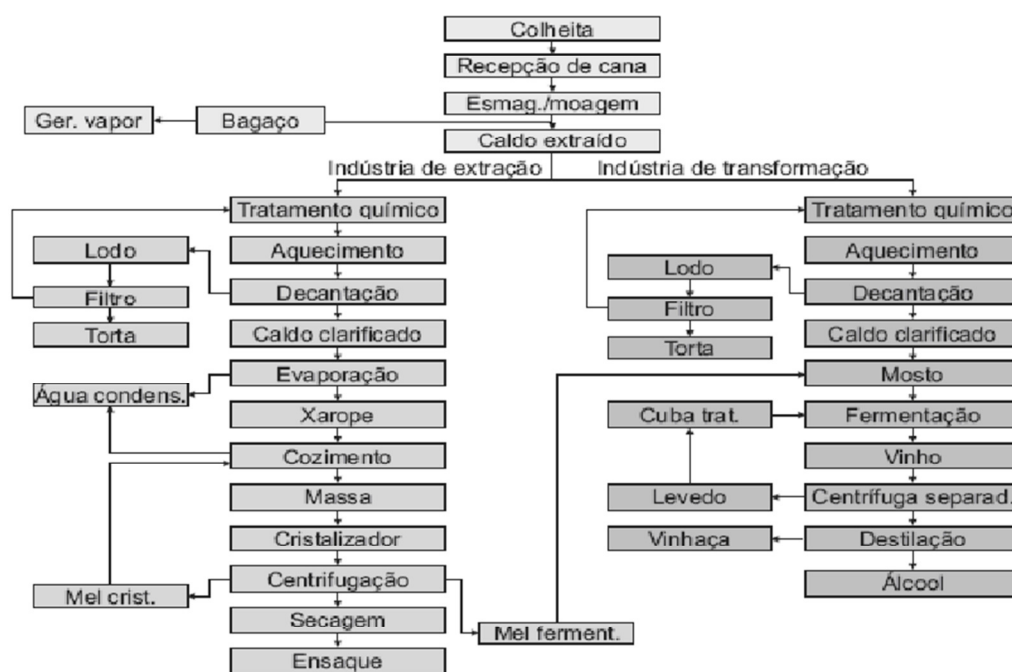 Colheita
Recepção de cana
Esmag./moagem
Ger. vapor
Bagaço
Caldo extraído
Indústria de extração
Indústria de transformação
Tratamento químico
Aquecimento
Lodo
Decantação
Filtro
Torta
Caldo clarificado
Evaporação
Água condens.
Xarope
Cozimento
Massa
Cristalizador
Centrifugação
Mel crist.
Secagem
Mel ferment.
Ensaque
Tratamento químico
Aquecimento
Lodo
Decantação
Filtro
Torta
Caldo clarificado
Mosto
Cuba trat.
Fermentação
Vinho
Levedo
Centrífuga separad.
Vinhaça
Destilação
Álcool